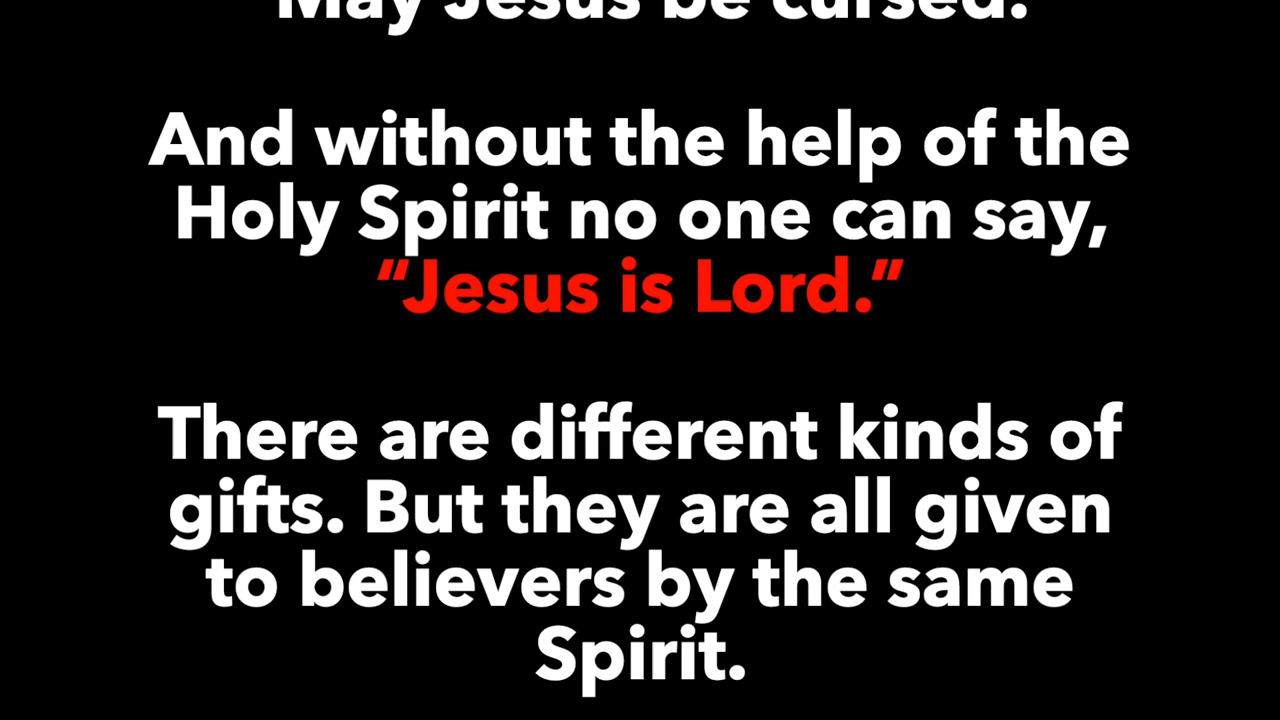 May Jesus be cursed.
And without the help of the
Holy Spirit no one can say,
“Jesus is Lord.”
There are different kinds of
gifts. But they are all given
to believers by the same
Spirit.